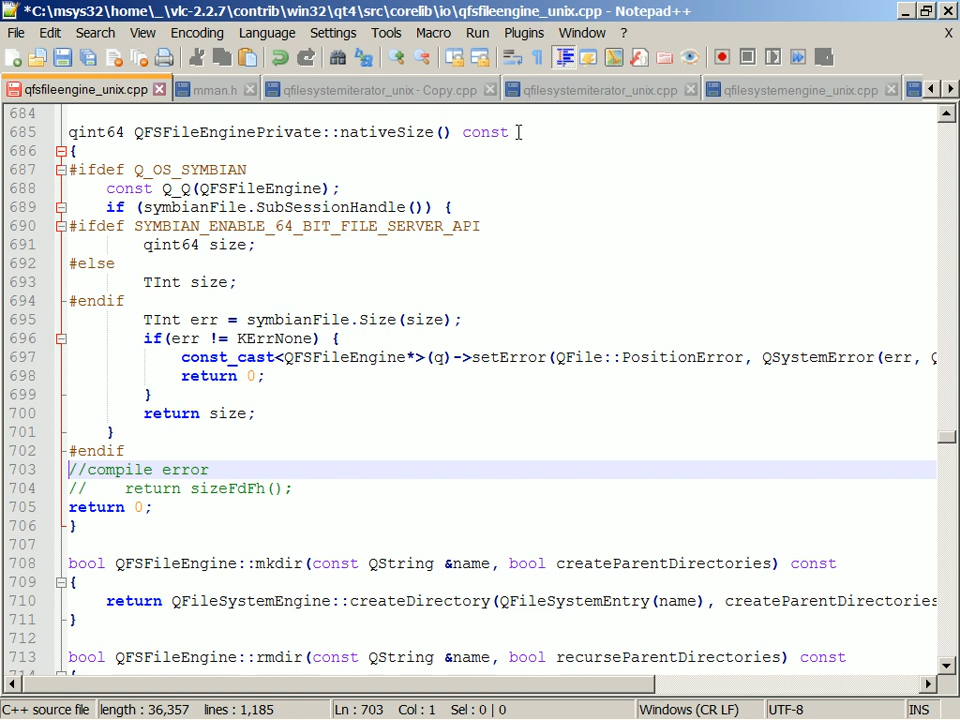 *C:\msys32\home\_\vlc-2.2.7\contrib\win32\qt4\src\corelib\io\qfsfileengine_unix.cpp - Notepad++
File Edit Search View Encoding Language Settings Tools Macro Run Plugins Window ? X
qfsfileengine_unix.cpp mman.h qfilesystemiterator_unix - Copy.cpp qfilesystemiterator_unix.cpp qfilesystemengine_unix.cpp
684
685 qint64 QFSFileEnginePrivate::nativeSize() const
686 {
687 #ifdef Q_OS_SYMBIAN
688 const Q_Q(QFSFileEngine);
689 if (symbianFile.SubSessionHandle()) {
690 #ifdef SYMBIAN_ENABLE_64_BIT_FILE_SERVER_API
691 qint64 size;
692 #else
693 TInt size;
694 #endif
695 TInt err = symbianFile.Size(size);
696 if(err != KErrNone) {
697 const_cast<QFSFileEngine*>(q)->setError(QFile::PositionError, QSystemError(err, Q
698 return 0;
699 }
700 return size;
701 }
702 #endif
703 //compile error
704 // return sizeFdFh();
705 return 0;
706 }
707
708 bool QFSFileEngine::mkdir(const QString &name, bool createParentDirectories) const
709 {
710 return QFileSystemEngine::createDirectory(QFileSystemEntry(name), createParentDirectories
711 }
712
713 bool QFSFileEngine::rmdir(const QString &name, bool recurseParentDirectories) const
714 {
C++ source file length : 36,357 lines : 1,185 Ln : 703 Col : 1 Sel : 0 | 0 Windows (CR LF) UTF-8 INS